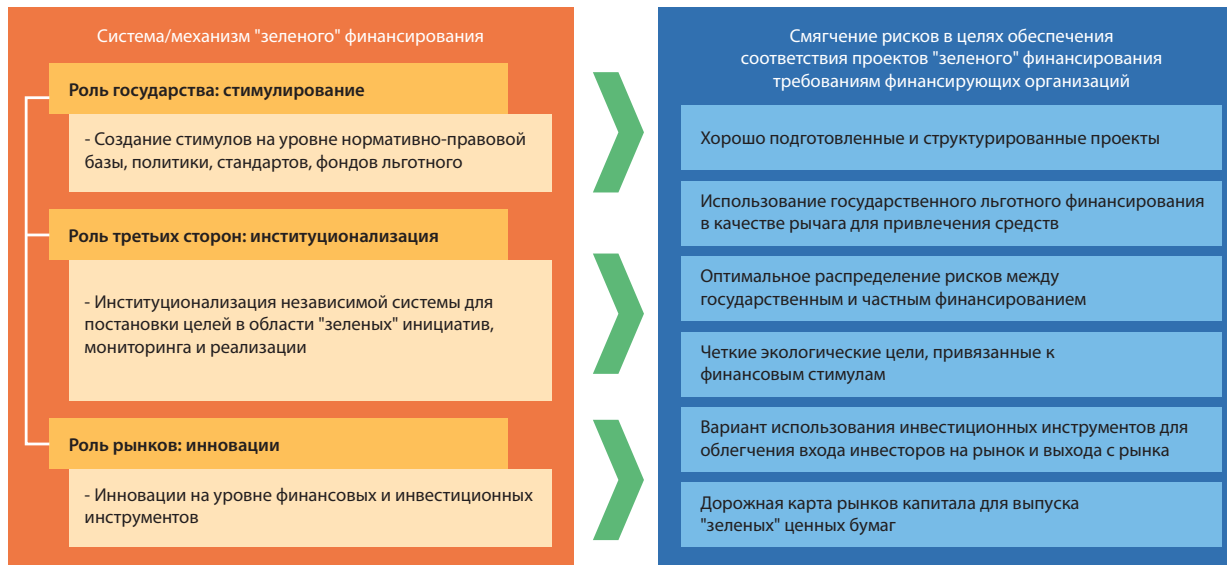 Система/механизм "зеленого" финансирования
Роль государства: стимулирование
- Создание стимулов на уровне нормативно-правовой
базы, политики, стандартов, фондов льготного
Роль третьих сторон: институционализация
- Институционализация независимой системы для
постановки целей в области "зеленых" инициатив,
мониторинга и реализации
Роль рынков: инновации
- Инновации на уровне финансовых и инвестиционных
инструментов
Смягчение рисков в целях обеспечения
соответствия проектов "зеленого" финансирования
требованиям финансирующих организаций
Хорошо подготовленные и структурированные проекты
Использование государственного льготного финансирования
в качестве рычага для привлечения средств
Оптимальное распределение рисков между
государственным и частным финансированием
Четкие экологические цели, привязанные к
финансовым стимулам
Вариант использования инвестиционных инструментов для
облегчения входа инвесторов на рынок и выхода с рынка
Дорожная карта рынков капитала для выпуска
"зеленых" ценных бумаг